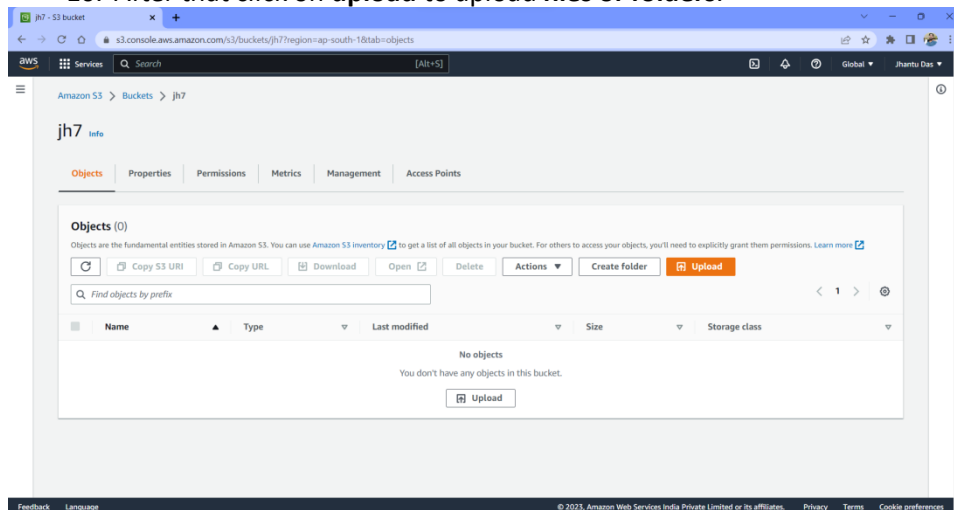 10. After that click on upload to upload files or folders.
jh7 - S3 bucket
s3.console.aws.amazon.com/s3/buckets/jh7?region=ap-south-1&tab=objects
aws Services Search [Alt+S] Global Jhantu Das
Amazon S3 > Buckets > jh7
jh7 Info
Objects Properties Permissions Metrics Management Access Points
Objects (0)
Objects are the fundamental entities stored in Amazon S3. You can use Amazon S3 inventory to get a list of all objects in your bucket. For others to access your objects, you'll need to explicitly grant them permissions. Learn more
Copy S3 URI Copy URL Download Open Delete Actions Create folder Upload
Find objects by prefix 1
Name Type Last modified Size Storage class
No objects
You don't have any objects in this bucket.
Upload
Feedback Language © 2023, Amazon Web Services India Private Limited or its affiliates. Privacy Terms Cookie preferences